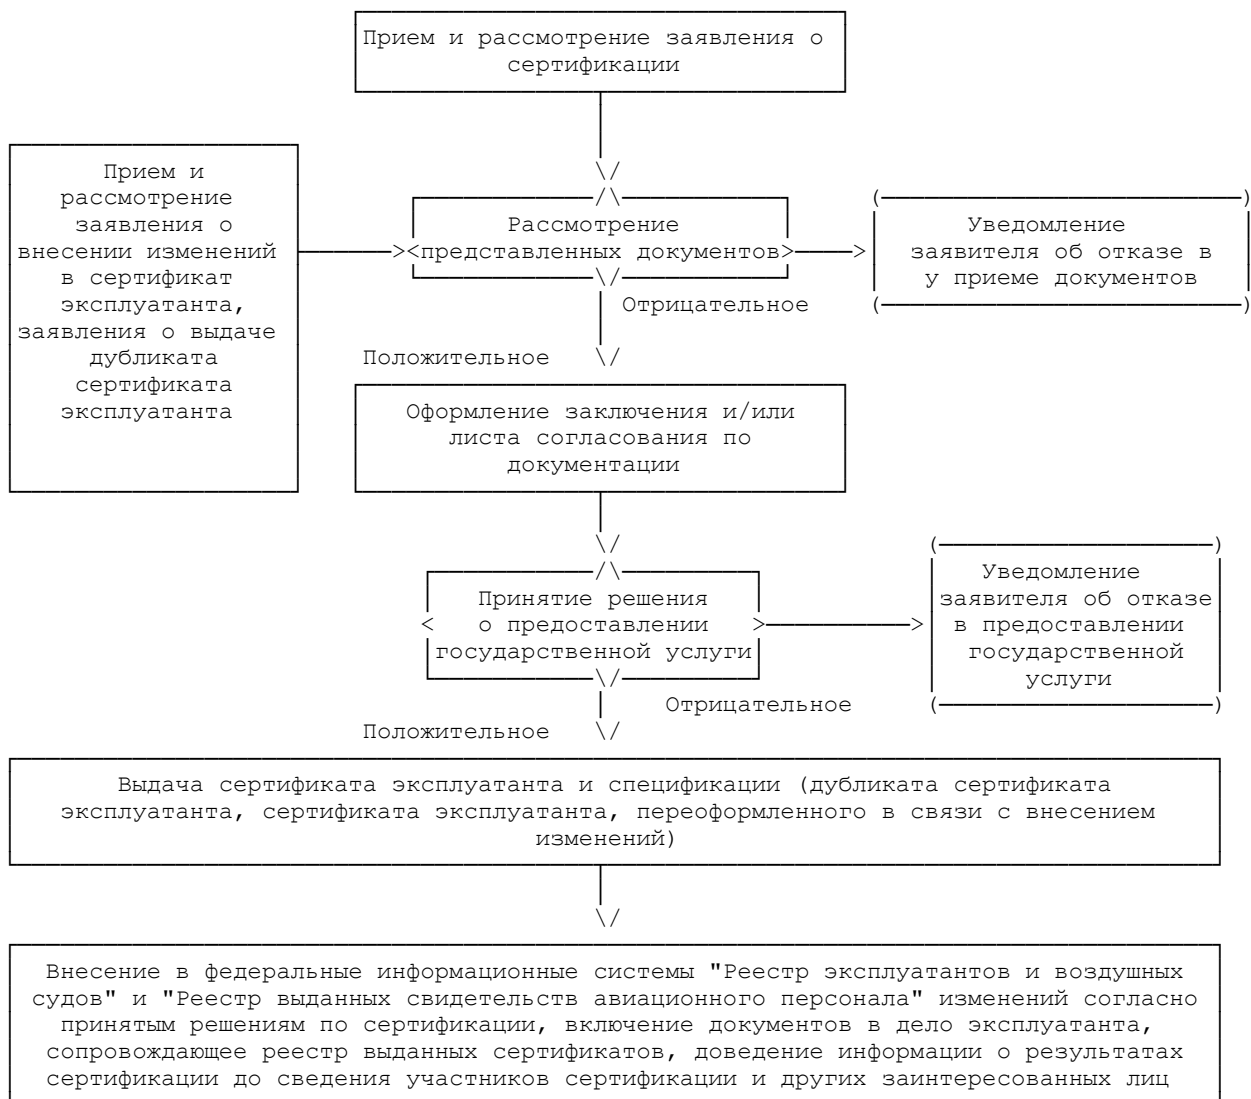 Прием и рассмотрение заявления о
сертификации
Прием и
рассмотрение
заявления о
внесении изменений
в сертификат
эксплуатанта,
заявления о выдаче
дубликата
сертификата
эксплуатанта
Рассмотрение
представленных документов
Уведомление
заявителя об отказе в
у приеме документов
Отрицательное
Положительное
Оформление заключения и/или
листа согласования по
документации
Принятие решения
о предоставлении
государственной услуги
Уведомление
заявителя об отказе
в предоставлении
государственной
услуги
Отрицательное
Положительное
Выдача сертификата эксплуатанта и спецификации (дубликата сертификата
эксплуатанта, сертификата эксплуатанта, переоформленного в связи с внесением
изменений)
Внесение в федеральные информационные системы "Реестр эксплуатантов и воздушных
судов" и "Реестр выданных свидетельств авиационного персонала" изменений согласно
принятым решениям по сертификации, включение документов в дело эксплуатанта,
сопровождающее реестр выданных сертификатов, доведение информации о результатах
сертификации до сведения участников сертификации и других заинтересованных лиц